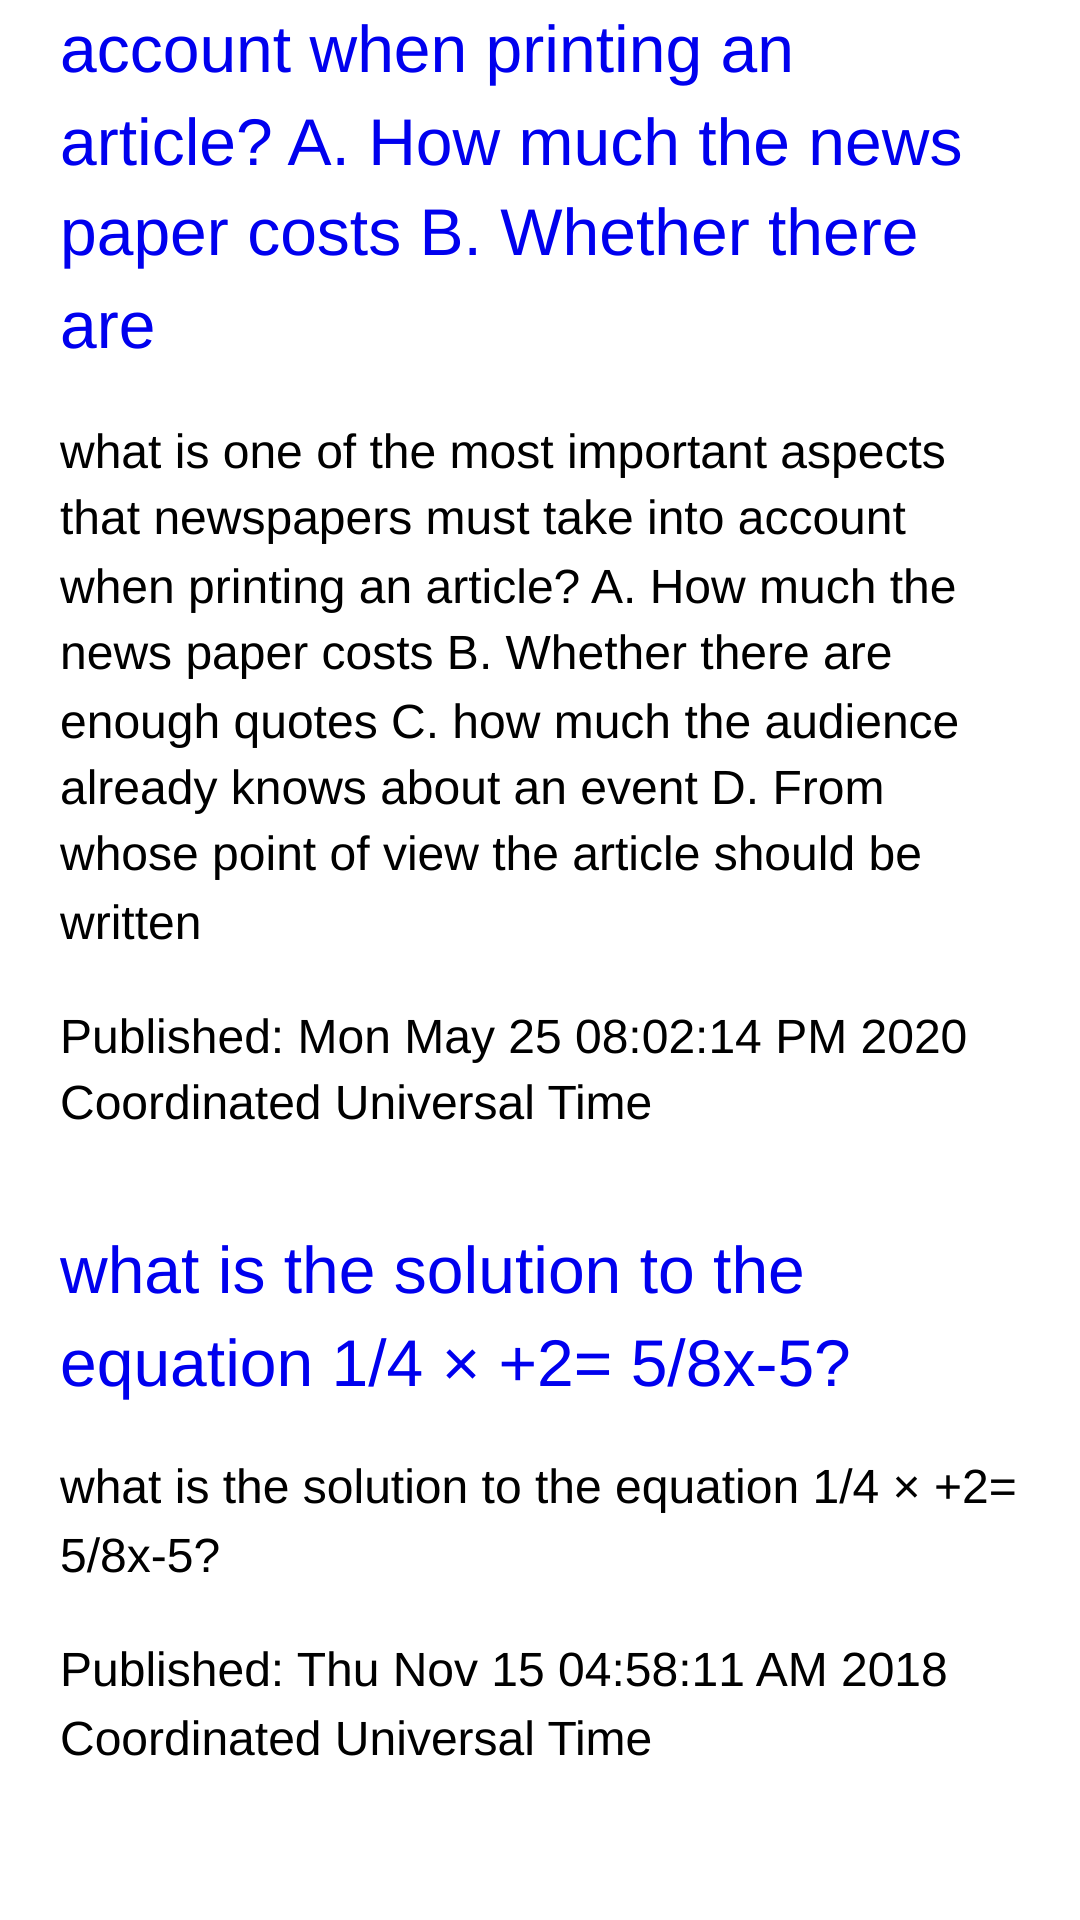 account when printing an
article? A. How much the news
paper costs B. Whether there
are
what is one of the most important aspects
that newspapers must take into account
when printing an article? A. How much the
news paper costs B. Whether there are
enough quotes C. how much the audience
already knows about an event D. From
whose point of view the article should be
written
Published: Mon May 25 08:02:14 PM 2020
Coordinated Universal Time
what is the solution to the
equation 1/4 × +2= 5/8x-5?
what is the solution to the equation 1/4 × +2=
5/8x-5?
Published: Thu Nov 15 04:58:11 AM 2018
Coordinated Universal Time